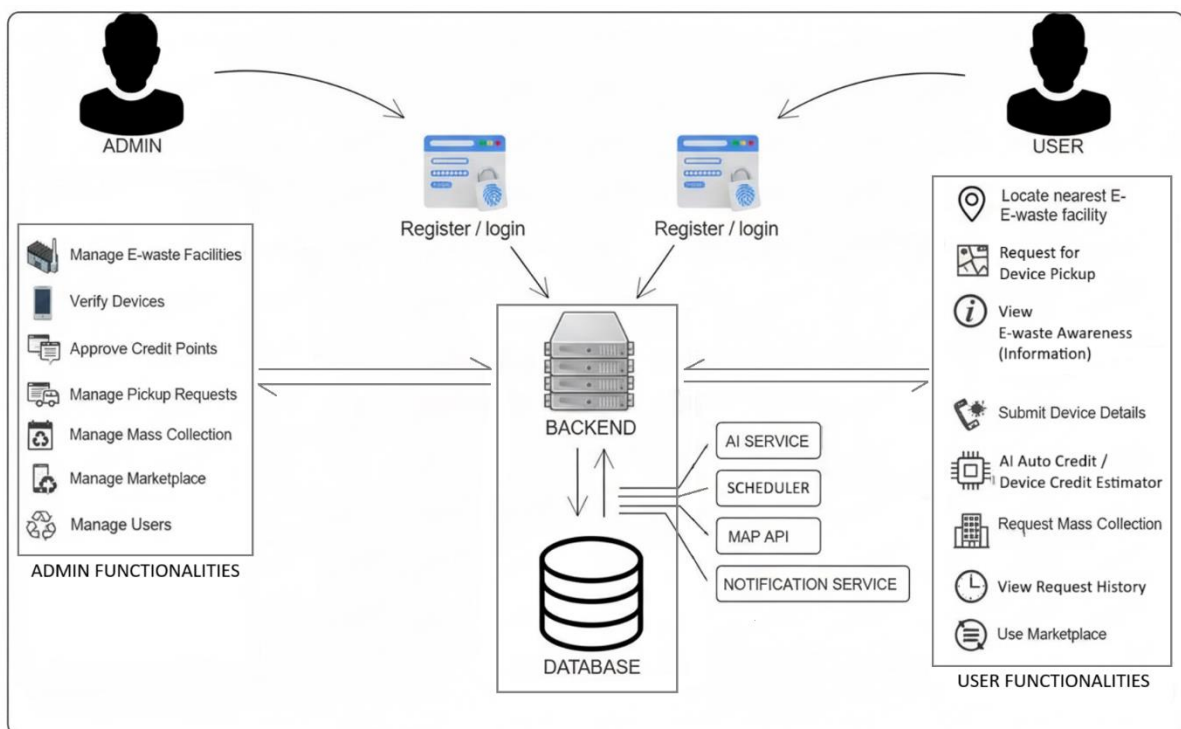 ADMIN
USER
Register / login
Register / login
Manage E-waste Facilities
Verify Devices
Approve Credit Points
Manage Pickup Requests
Manage Mass Collection
Manage Marketplace
Manage Users
ADMIN FUNCTIONALITIES
BACKEND
DATABASE
AI SERVICE
SCHEDULER
MAP API
NOTIFICATION SERVICE
Locate nearest E-
E-waste facility
Request for
Device Pickup
View
E-waste Awareness
(Information)
Submit Device Details
AI Auto Credit /
Device Credit Estimator
Request Mass Collection
View Request History
Use Marketplace
USER FUNCTIONALITIES